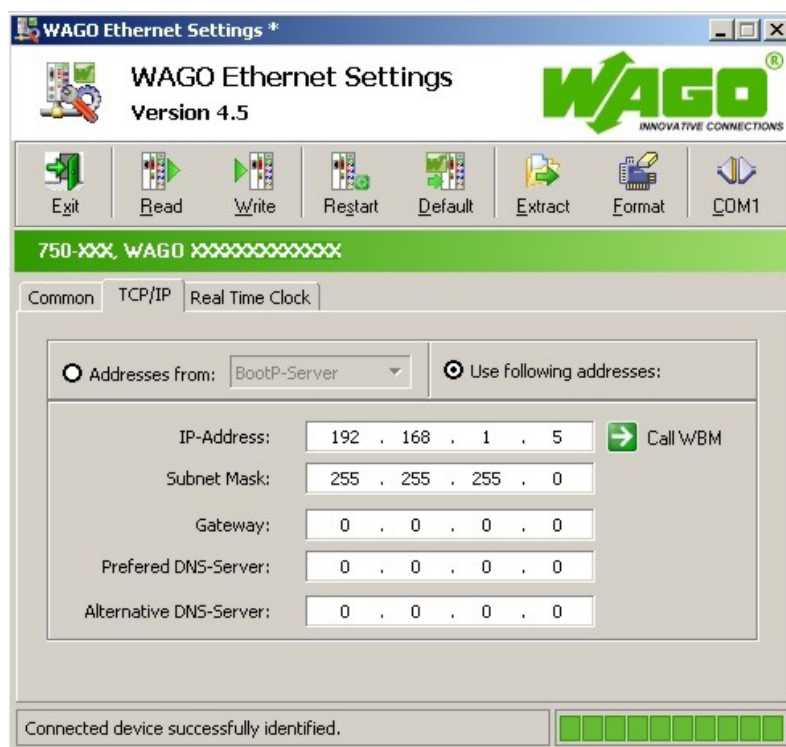 WAGO Ethernet Settings *
WAGO Ethernet Settings
Version 4.5
WAGO®
INNOVATIVE CONNECTIONS
Exit Read Write Restart Default Extract Format COM1
750-XXX, WAGO XXXXXXXXXXXXX
Common TCP/IP Real Time Clock
Addresses from: BootP-Server Use following addresses:
IP-Address: 192 . 168 . 1 . 5 Call WBM
Subnet Mask: 255 . 255 . 255 . 0
Gateway: 0 . 0 . 0 . 0
Prefered DNS-Server: 0 . 0 . 0 . 0
Alternative DNS-Server: 0 . 0 . 0 . 0
Connected device successfully identified.